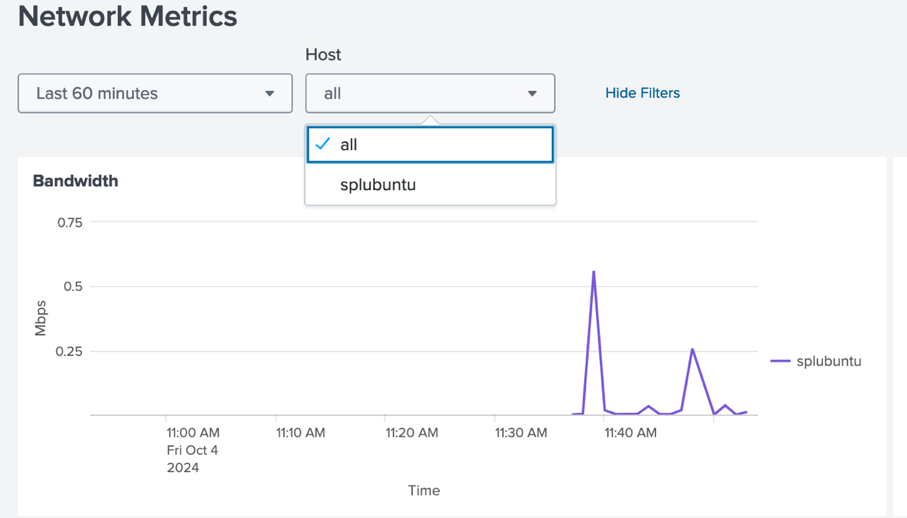 Network Metrics
Host
Last 60 minutes
all
Hide Filters
all
splubuntu
Bandwidth
0.75
0.5
0.25
Mbps
splubuntu
11:00 AM
Fri Oct 4
2024
11:10 AM
11:20 AM
11:30 AM
11:40 AM
Time